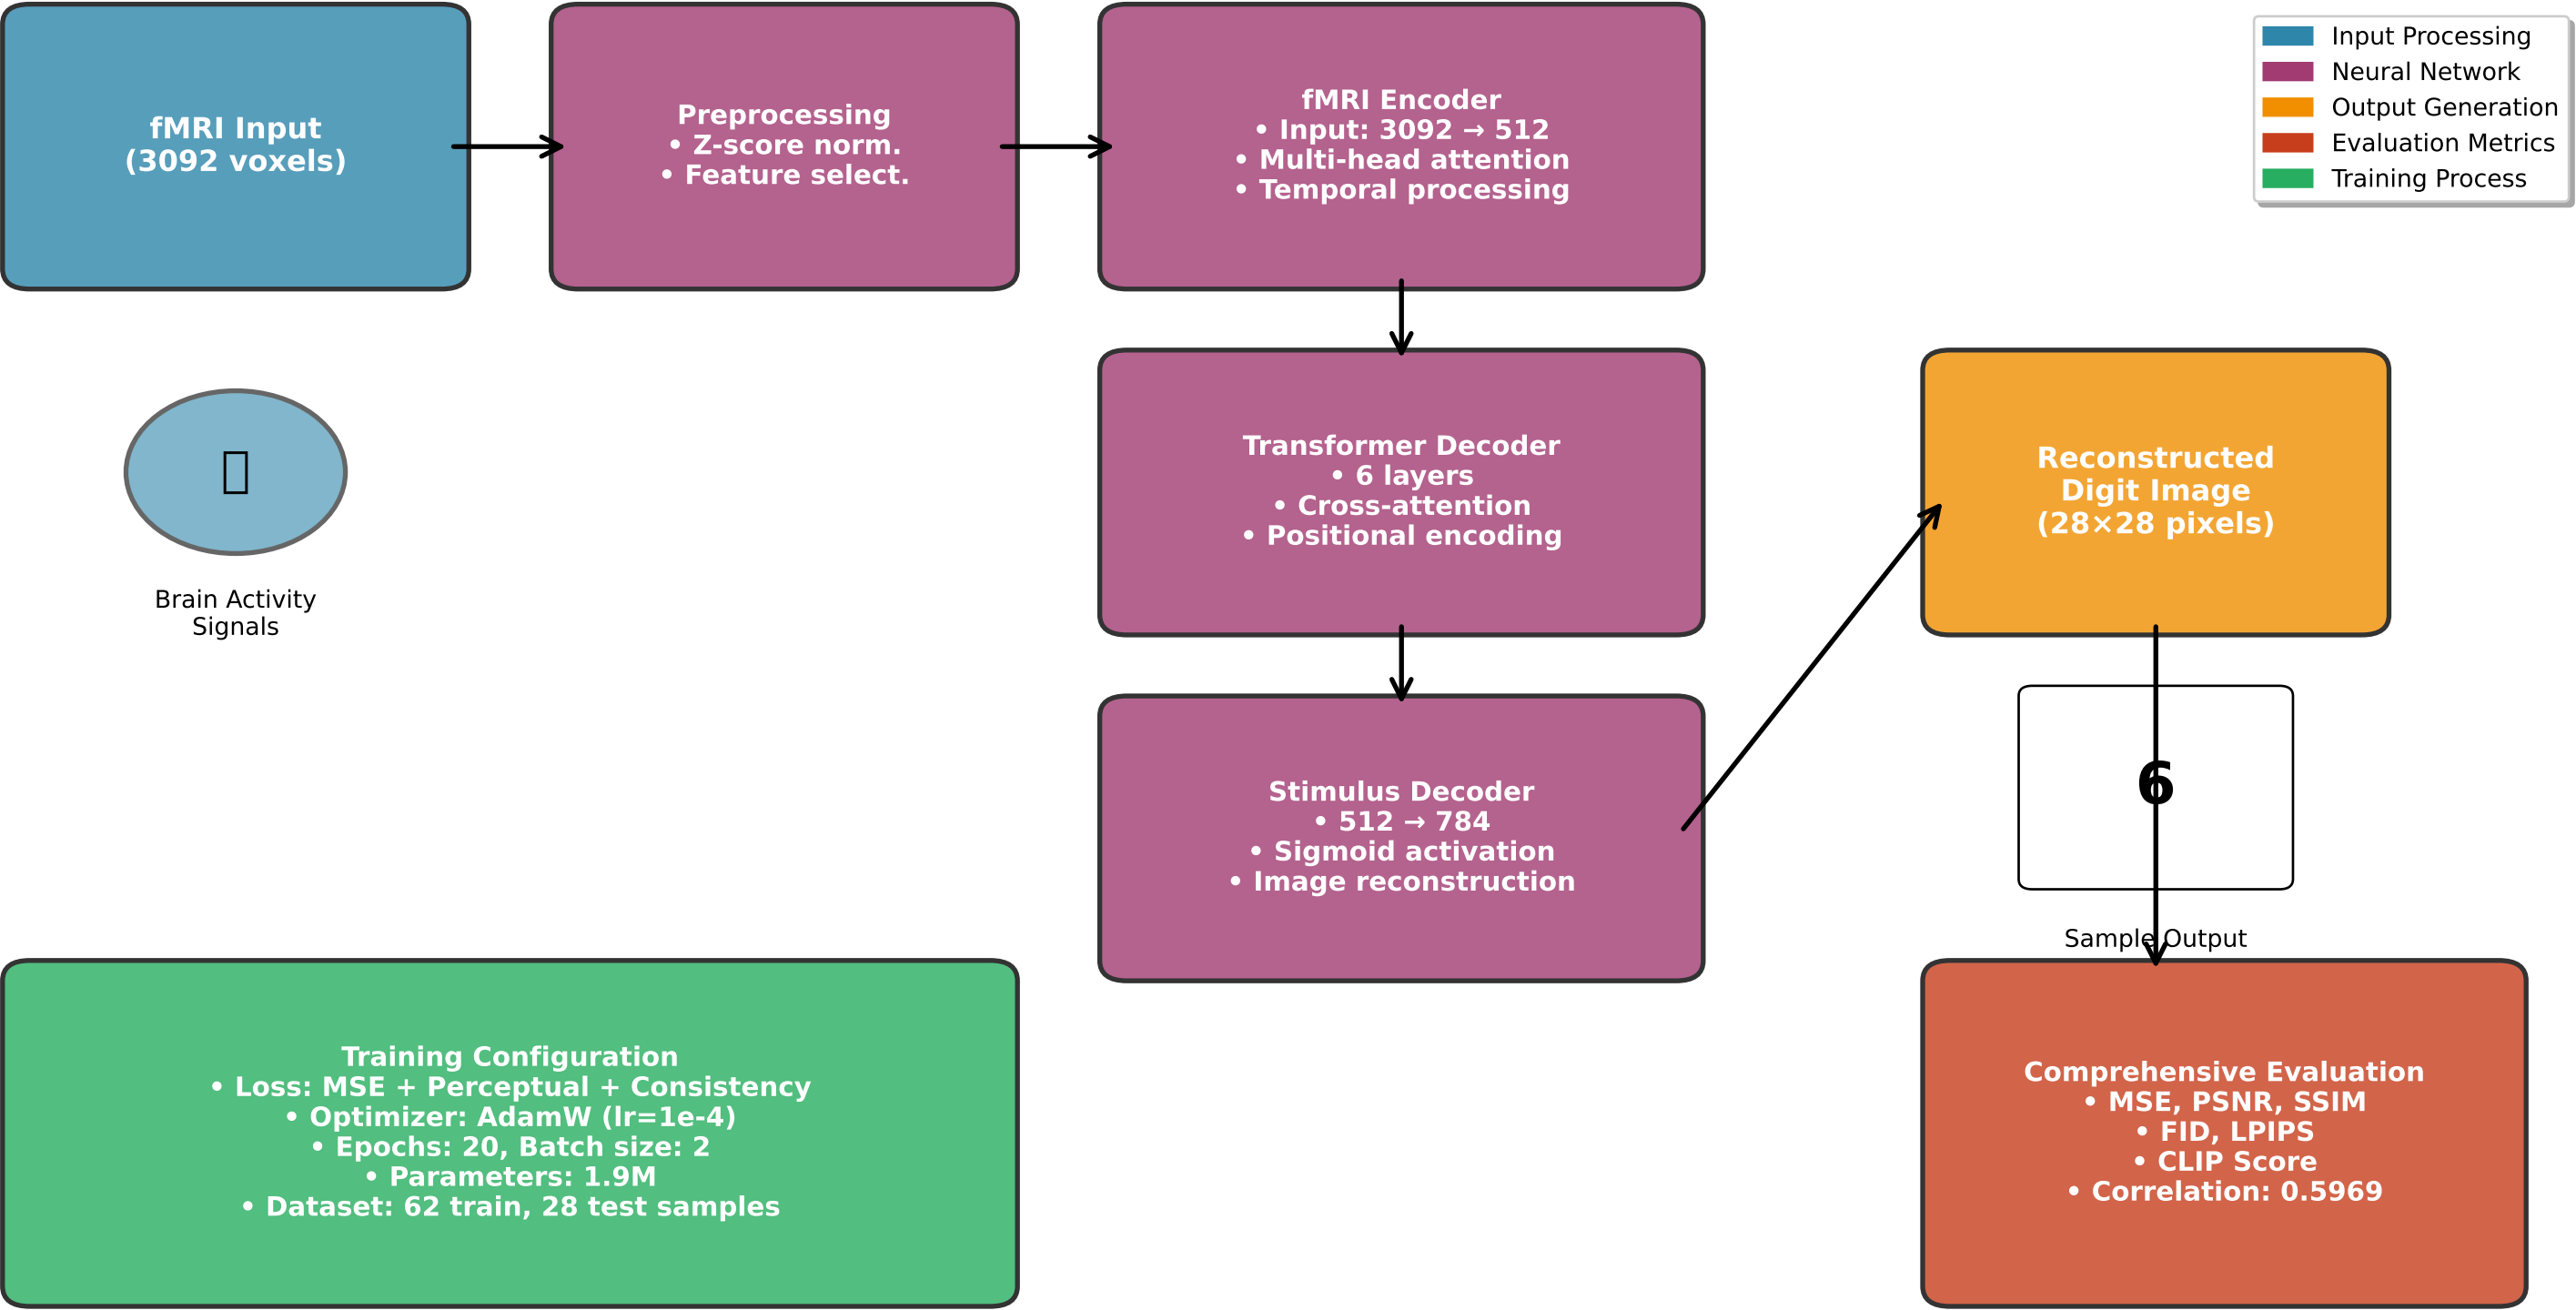 fMRI Input
(3092 voxels)
Preprocessing
• Z-score norm.
• Feature select.
fMRI Encoder
• Input: 3092 → 512
• Multi-head attention
• Temporal processing
Input Processing
Neural Network
Output Generation
Evaluation Metrics
Training Process
Brain Activity
Signals
Transformer Decoder
• 6 layers
• Cross-attention
• Positional encoding
Reconstructed
Digit Image
(28×28 pixels)
Stimulus Decoder
• 512 → 784
• Sigmoid activation
• Image reconstruction
6
Sample Output
Training Configuration
• Loss: MSE + Perceptual + Consistency
• Optimizer: AdamW (lr=1e-4)
• Epochs: 20, Batch size: 2
• Parameters: 1.9M
• Dataset: 62 train, 28 test samples
Comprehensive Evaluation
• MSE, PSNR, SSIM
• FID, LPIPS
• CLIP Score
• Correlation: 0.5969